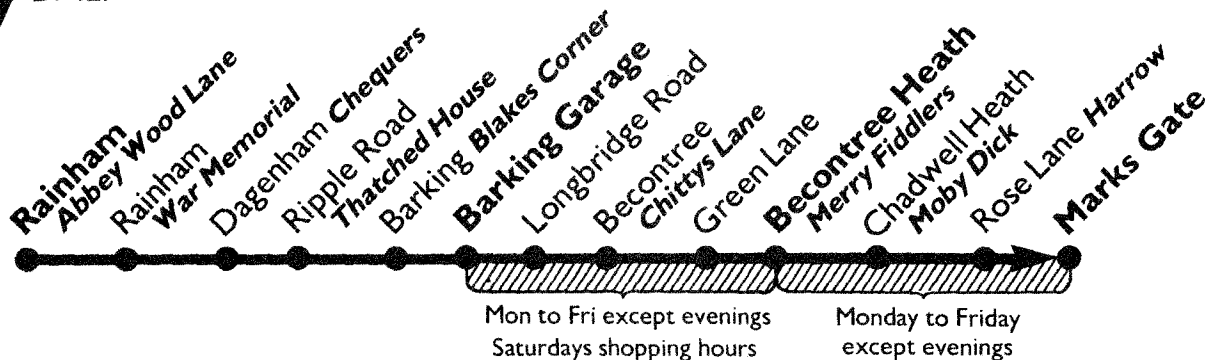 Rainham
Abbey Wood Lane
Rainham
War Memorial
Dagenham Chequers
Ripple Road
Thatched House
Barking Blakes Corner
Barking Garage
Longbridge Road
Becontree
Chittys Lane
Green Lane
Becontree Heath
Merry Fiddlers
Chadwell Heath
Moby Dick
Rose Lane Harrow
Marks Gate
Mon to Fri except evenings
Saturdays shopping hours
Monday to Friday
except evenings